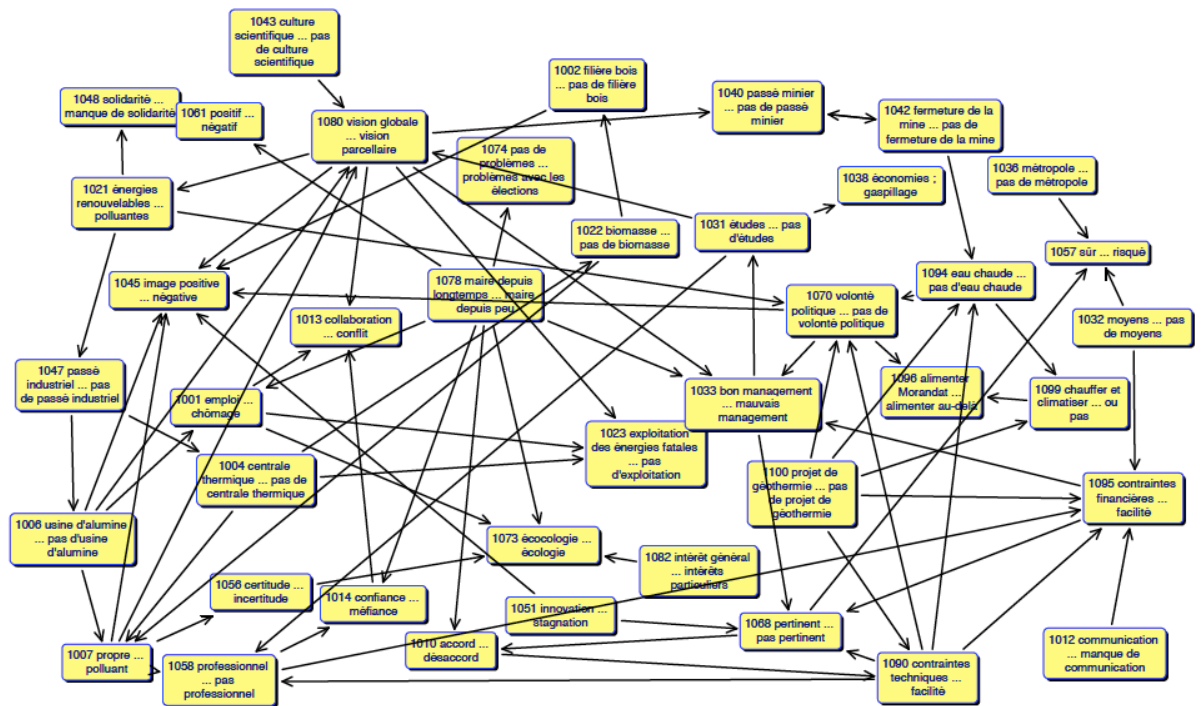 1043 culture
scientifique ... pas
de culture
scientifique
1002 filière bois
... pas de filière
bois
1048 solidarité ...
manque de solidarité
1061 positif ...
négatif
1080 vision globale
... vision
parcellaire
1040 passé minier
... pas de passé
minier
1042 fermeture de la
mine ... pas de
fermeture de la mine
1074 pas de
problèmes ...
problèmes avec les
élections
1036 métropole ...
pas de métropole
1038 économies ;
gaspillage
1021 énergies
renouvelables ...
polluantes
1022 biomasse ...
pas de biomasse
1031 études ... pas
d'études
1057 sûr ... risqué
1045 image positive
... négative
1078 maire depuis
longtemps ... maire
depuis peu
1094 eau chaude ...
pas d'eau chaude
1070 volonté
politique ... pas de
volonté politique
1013 collaboration
... conflit
1032 moyens ... pas
de moyens
1047 passé
industriel ... pas
de passé industriel
1001 emploi ...
chômage
1033 bon management
... mauvais
management
1096 alimenter
Morandat ...
alimenter au-delà
1099 chauffer et
climatiser ... ou
pas
1023 exploitation
des énergies fatales
... pas
d'exploitation
1004 centrale
thermique ... pas de
centrale thermique
1100 projet de
géothermie ... pas
de projet de
géothermie
1095 contraintes
financières ...
facilité
1006 usine d'alumine
... pas d'usine
d'alumine
1073 écocologie ...
écologie
1082 intérêt général
... intérêts
particuliers
1056 certitude ...
incertitude
1014 confiance ...
méfiance
1051 innovation ...
stagnation
1068 pertinent ...
pas pertinent
1010 accord ...
désaccord
1012 communication
... manque de
communication
1007 propre ...
polluant
1058 professionnel
... pas
professionnel
1090 contraintes
techniques ...
facilité